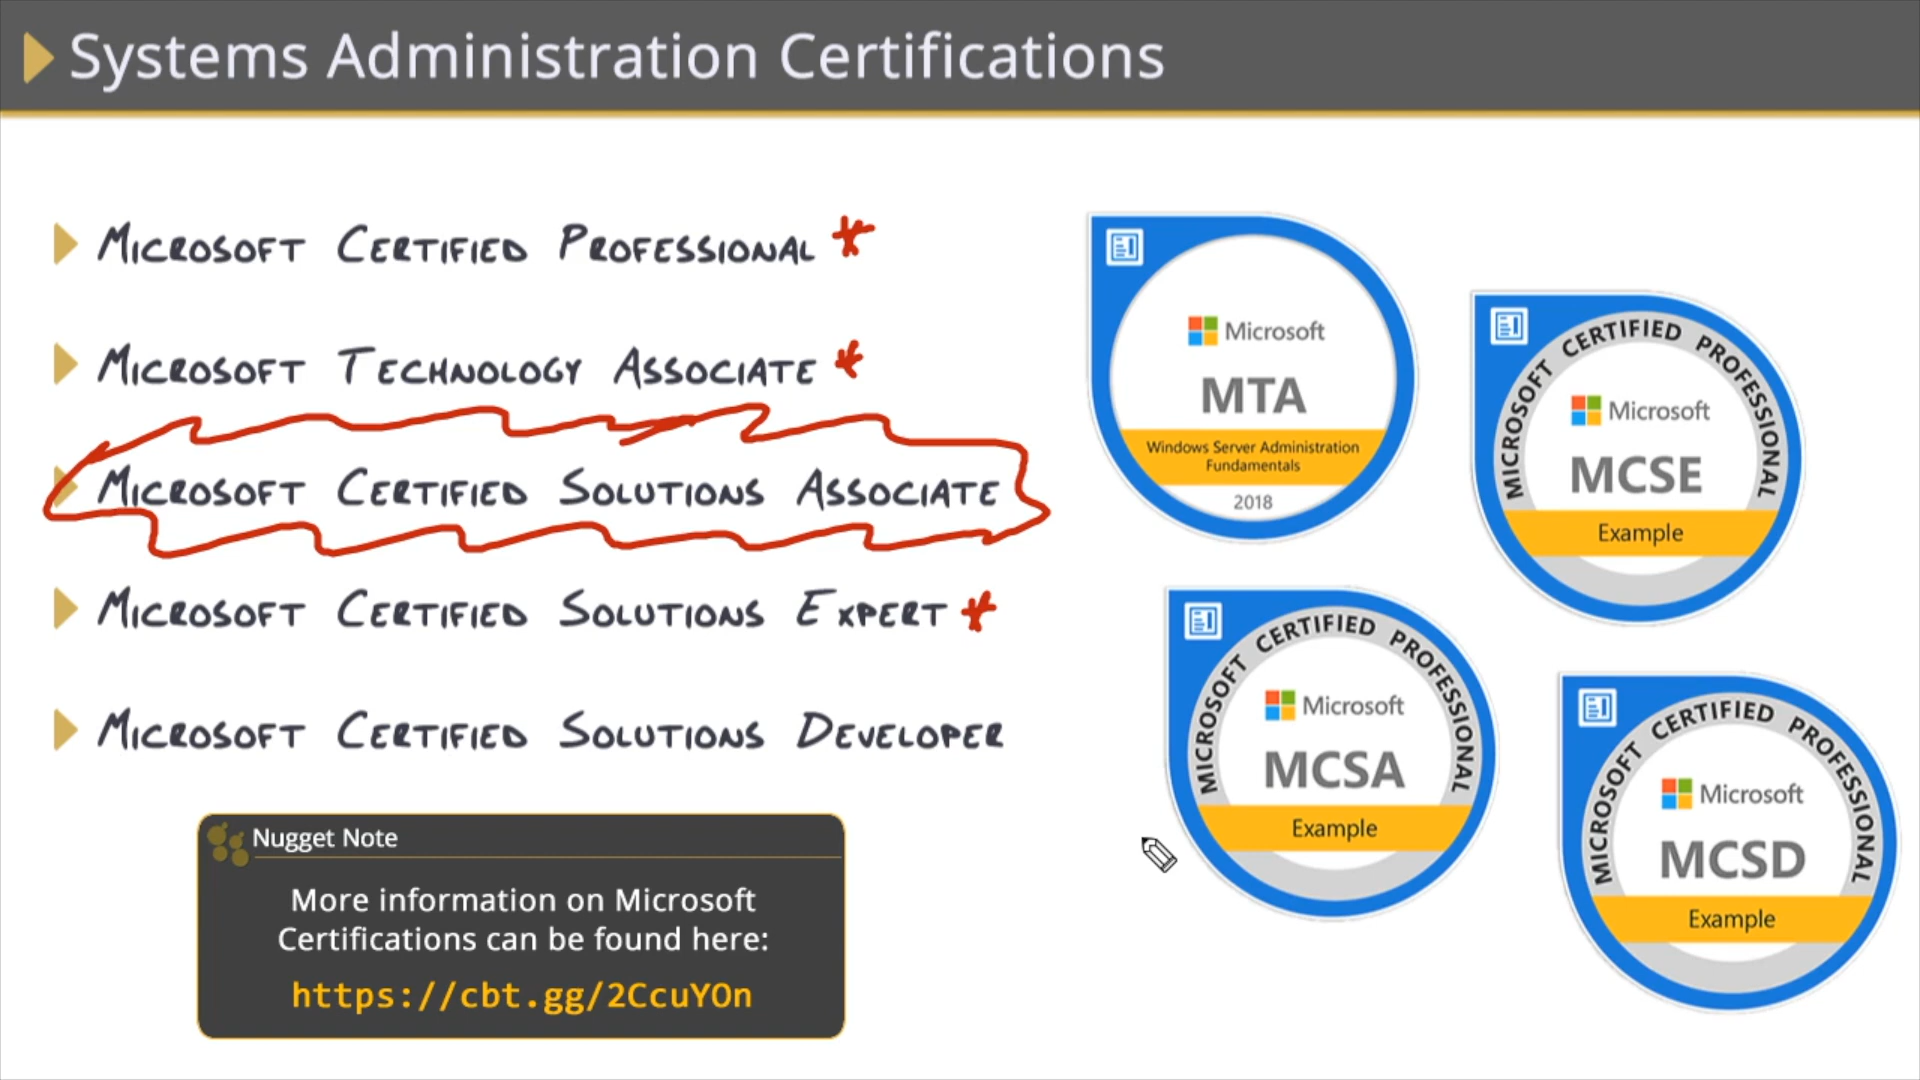 Systems Administration Certifications
Microsoft Certified Professional *
Microsoft Technology Associate *
Microsoft Certified Solutions Associate
Microsoft Certified Solutions Expert *
Microsoft Certified Solutions Developer
Nugget Note
More information on Microsoft
Certifications can be found here:
https://cbt.gg/2CcuYOn
Microsoft
MTA
Windows Server Administration
Fundamentals
2018
MICROSOFT CERTIFIED PROFESSIONAL
Microsoft
MCSE
Example
MICROSOFT CERTIFIED PROFESSIONAL
Microsoft
MCSA
Example
MICROSOFT CERTIFIED PROFESSIONAL
Microsoft
MCSD
Example